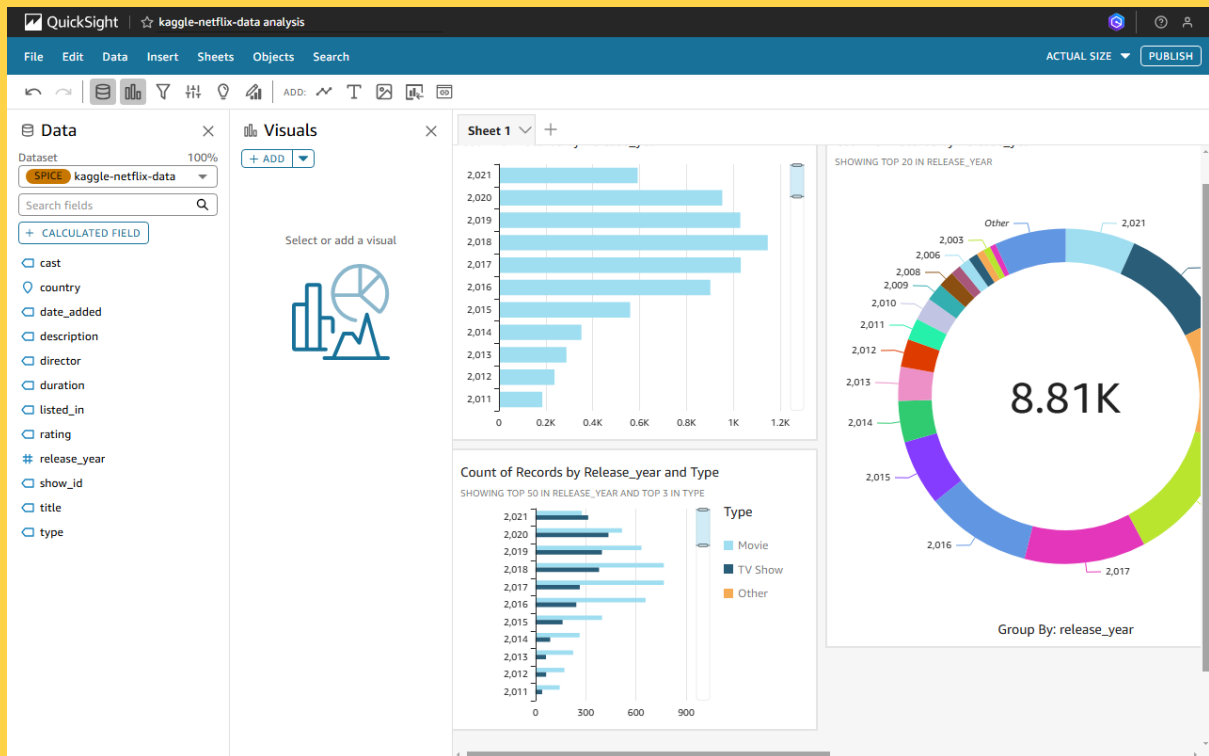 QuickSight
kaggle-netflix-data analysis
File Edit Data Insert Sheets Objects Search
ACTUAL SIZE
PUBLISH
ADD:
Data
Dataset 100%
SPICE kaggle-netflix-data
Search fields
+ CALCULATED FIELD
cast
country
date_added
description
director
duration
listed_in
rating
release_year
show_id
title
type
Visuals
+ ADD
Select or add a visual
Sheet 1
2,021
2,020
2,019
2,018
2,017
2,016
2,015
2,014
2,013
2,012
2,011
0 0.2K 0.4K 0.6K 0.8K 1K 1.2K
Count of Records by Release_year and Type
SHOWING TOP 50 IN RELEASE_YEAR AND TOP 3 IN TYPE
2,021
2,020
2,019
2,018
2,017
2,016
2,015
2,014
2,013
2,012
2,011
0 300 600 900
Type
Movie
TV Show
Other
SHOWING TOP 20 IN RELEASE_YEAR
Other
2,021
2,003
2,006
2,008
2,009
2,010
2,011
2,012
2,013
2,014
2,015
2,016
2,017
8.81K
Group By: release_year